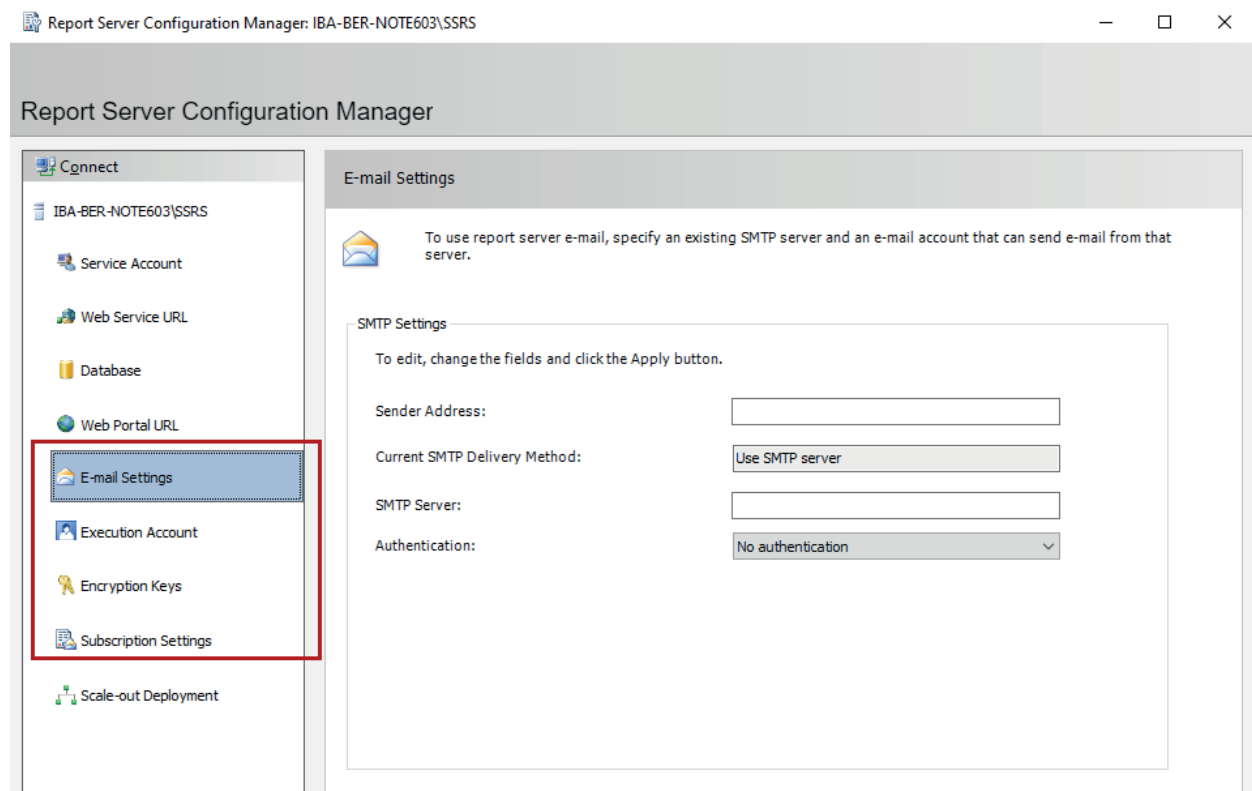 Report Server Configuration Manager: IBA-BER-NOTE603\SSRS
Report Server Configuration Manager
Connect
IBA-BER-NOTE603\SSRS
Service Account
Web Service URL
Database
Web Portal URL
E-mail Settings
Execution Account
Encryption Keys
Subscription Settings
Scale-out Deployment
E-mail Settings
To use report server e-mail, specify an existing SMTP server and an e-mail account that can send e-mail from that
server.
SMTP Settings
To edit, change the fields and click the Apply button.
Sender Address:
Current SMTP Delivery Method: Use SMTP server
SMTP Server:
Authentication: No authentication